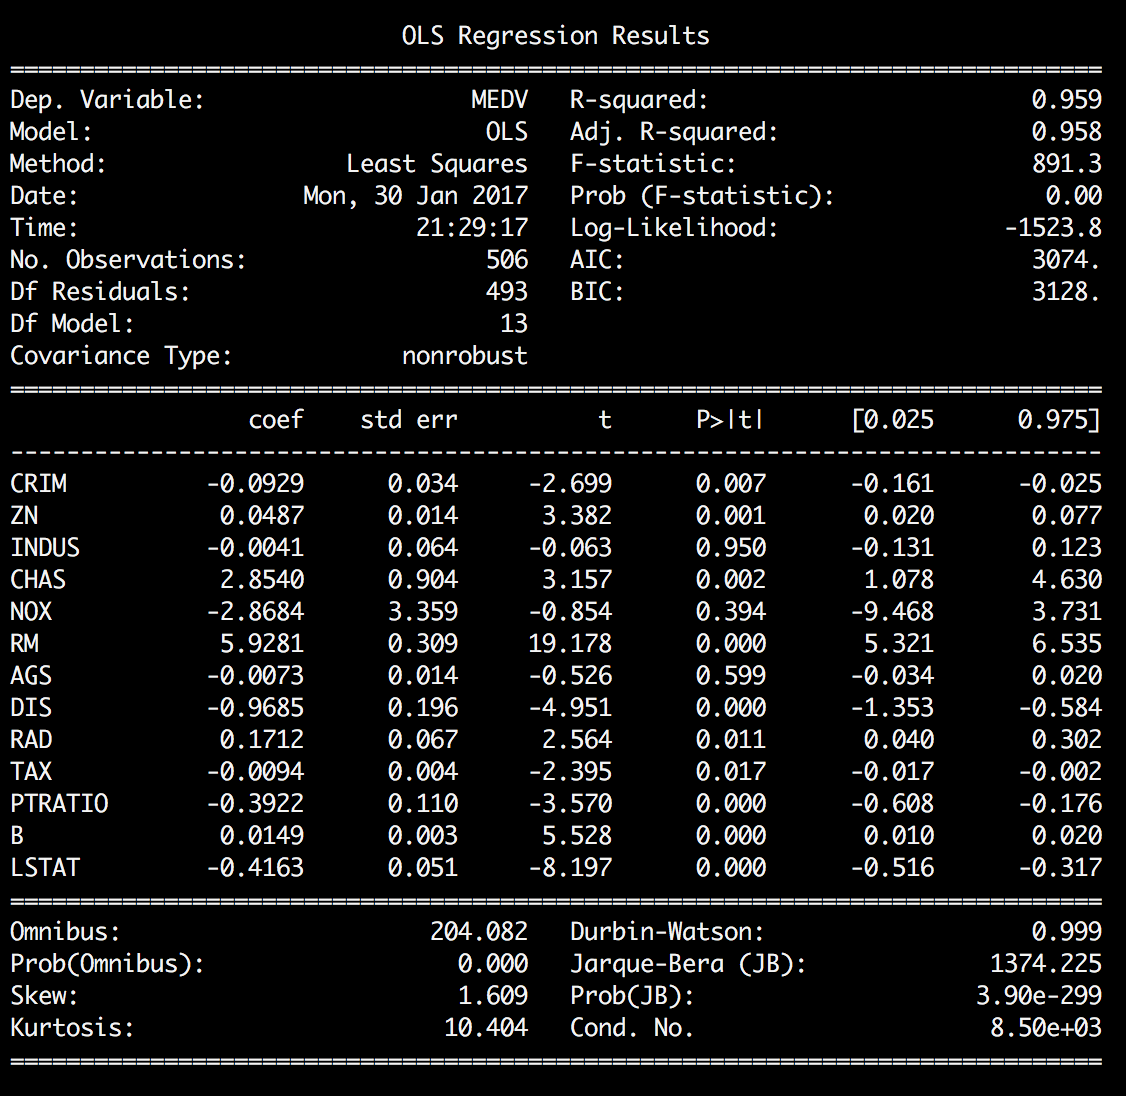 OLS Regression Results
==============================================================================
Dep. Variable:                   MEDV   R-squared:                       0.959
Model:                            OLS   Adj. R-squared:                  0.958
Method:                 Least Squares   F-statistic:                     891.3
Date:                Mon, 30 Jan 2017   Prob (F-statistic):               0.00
Time:                        21:29:17   Log-Likelihood:                -1523.8
No. Observations:                 506   AIC:                             3074.
Df Residuals:                     493   BIC:                             3128.
Df Model:                          13
Covariance Type:            nonrobust
==============================================================================
                 coef    std err          t      P>|t|      [0.025      0.975]
------------------------------------------------------------------------------
CRIM          -0.0929      0.034     -2.699      0.007      -0.161      -0.025
ZN             0.0487      0.014      3.382      0.001       0.020       0.077
INDUS         -0.0041      0.064     -0.063      0.950      -0.131       0.123
CHAS           2.8540      0.904      3.157      0.002       1.078       4.630
NOX           -2.8684      3.359     -0.854      0.394      -9.468       3.731
RM             5.9281      0.309     19.178      0.000       5.321       6.535
AGS           -0.0073      0.014     -0.526      0.599      -0.034       0.020
DIS           -0.9685      0.196     -4.951      0.000      -1.353      -0.584
RAD            0.1712      0.067      2.564      0.011       0.040       0.302
TAX           -0.0094      0.004     -2.395      0.017      -0.017      -0.002
PTRATIO       -0.3922      0.110     -3.570      0.000      -0.608      -0.176
B              0.0149      0.003      5.528      0.000       0.010       0.020
LSTAT         -0.4163      0.051     -8.197      0.000      -0.516      -0.317
==============================================================================
Omnibus:                      204.082   Durbin-Watson:                   0.999
Prob(Omnibus):                  0.000   Jarque-Bera (JB):             1374.225
Skew:                           1.609   Prob(JB):                    3.90e-299
Kurtosis:                      10.404   Cond. No.                     8.50e+03
==============================================================================